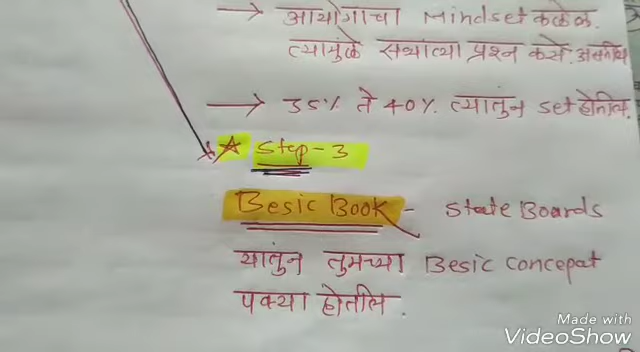 → आयोगाचा Mindset कळेल.
त्यामुळे सध्याच्या प्रश्न कसे असतील
→ 35% ते 40% त्यातुन set होतील.
★ Step-3
Besic Book - State Boards
यातुन तुमच्या Besic concepat
पक्या होतील.
Made with
VideoShow